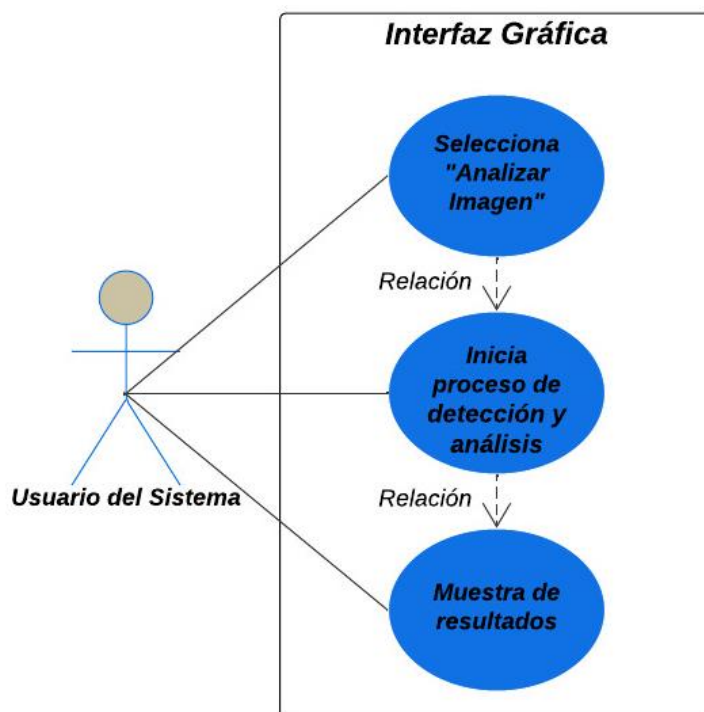 Interfaz Gráfica
Selecciona
"Analizar
Imagen"
Relación
Inicia
proceso de
detección y
análisis
Usuario del Sistema
Relación
Muestra de
resultados